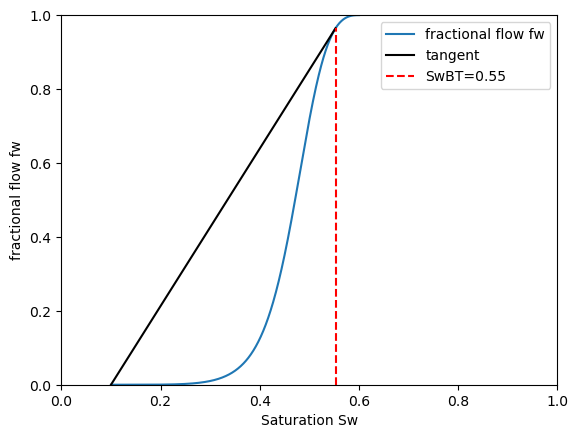 fractional flow fw
tangent
SwBT=0.55
1.0
0.8
0.6
0.4
0.2
0.0
fractional flow fw
0.0 0.2 0.4 0.6 0.8 1.0
Saturation Sw